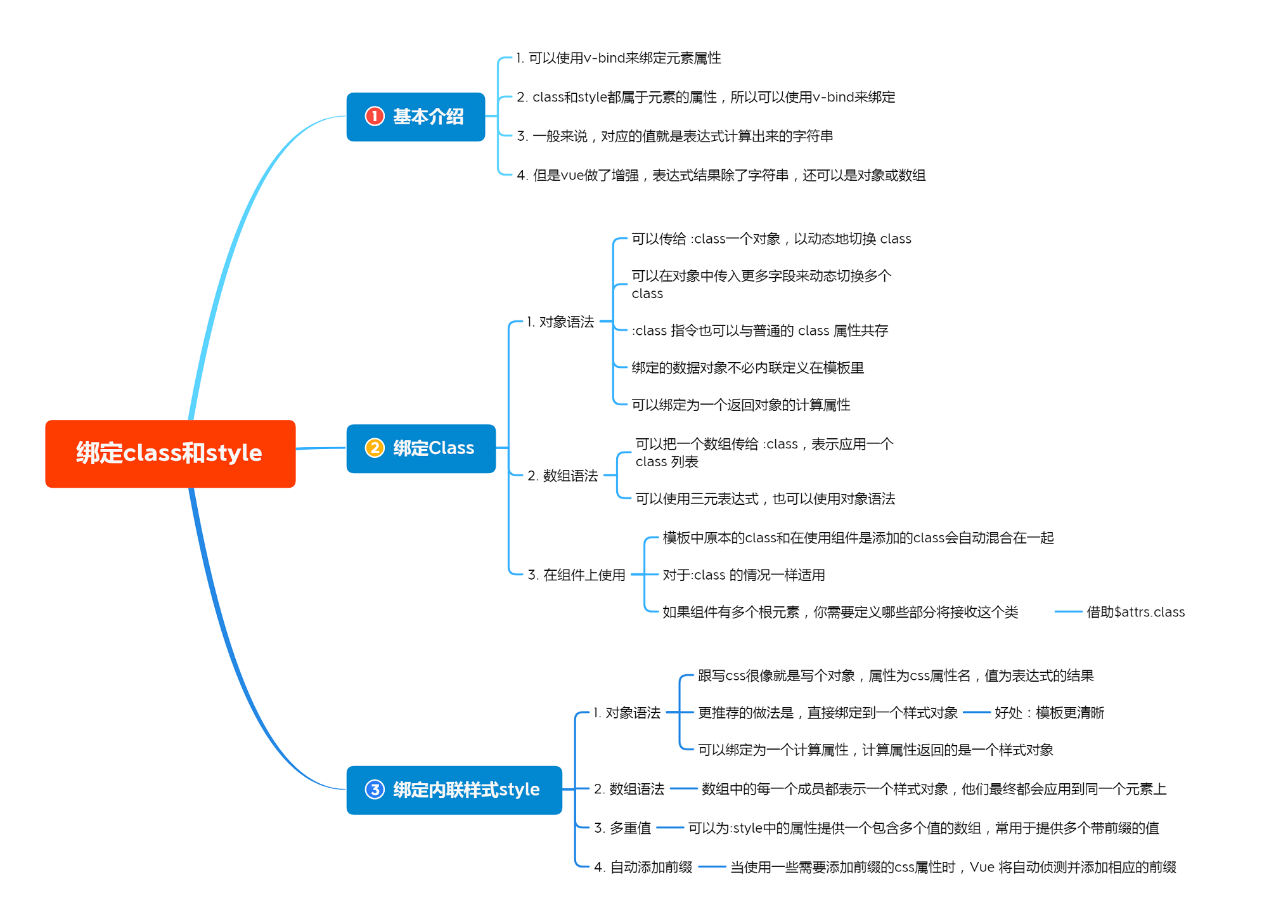 绑定class和style
① 基本介绍
1. 可以使用v-bind来绑定元素属性
2. class和style都属于元素的属性，所以可以使用v-bind来绑定
3. 一般来说，对应的值就是表达式计算出来的字符串
4. 但是vue做了增强，表达式结果除了字符串，还可以是对象或数组
② 绑定Class
1. 对象语法
可以传给 :class一个对象，以动态地切换 class
可以在对象中传入更多字段来动态切换多个
class
:class 指令也可以与普通的 class 属性共存
绑定的数据对象不必内联定义在模板里
可以绑定为一个返回对象的计算属性
2. 数组语法
可以把一个数组传给 :class，表示应用一个
class 列表
可以使用三元表达式，也可以使用对象语法
3. 在组件上使用
模板中原本的class和在使用组件是添加的class会自动混合在一起
对于:class 的情况一样适用
如果组件有多个根元素，你需要定义哪些部分将接收这个类
借助$attrs.class
③ 绑定内联样式style
1. 对象语法
跟写css很像就是写个对象，属性为css属性名，值为表达式的结果
更推荐的做法是，直接绑定到一个样式对象
好处：模板更清晰
可以绑定为一个计算属性，计算属性返回的是一个样式对象
2. 数组语法
数组中的每一个成员都表示一个样式对象，他们最终都会应用到同一个元素上
3. 多重值
可以为:style中的属性提供一个包含多个值的数组，常用于提供多个带前缀的值
4. 自动添加前缀
当使用一些需要添加前缀的css属性时，Vue 将自动侦测并添加相应的前缀